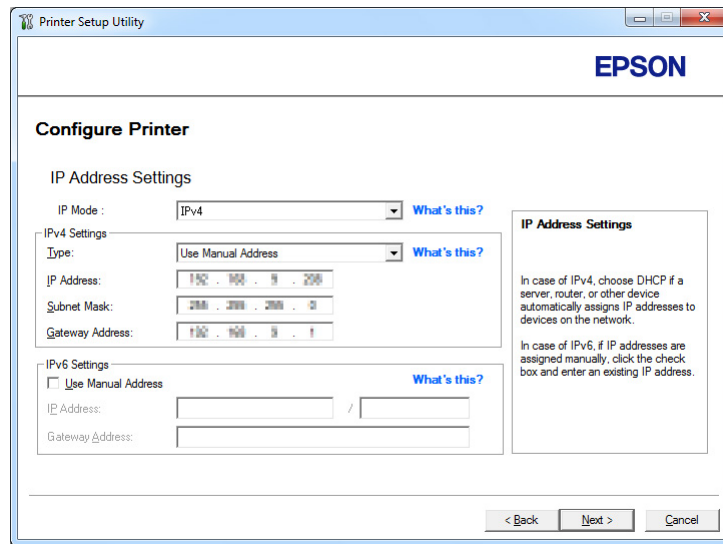 Printer Setup Utility
EPSON
Configure Printer
IP Address Settings
IP Mode :
IPv4
What's this?
IPv4 Settings
Type:
Use Manual Address
What's this?
IP Address:
Subnet Mask:
Gateway Address:
IPv6 Settings
Use Manual Address
What's this?
IP Address:
/
Gateway Address:
IP Address Settings
In case of IPv4, choose DHCP if a
server, router, or other device
automatically assigns IP addresses to
devices on the network.
In case of IPv6, if IP addresses are
assigned manually, click the check
box and enter an existing IP address.
< Back
Next >
Cancel